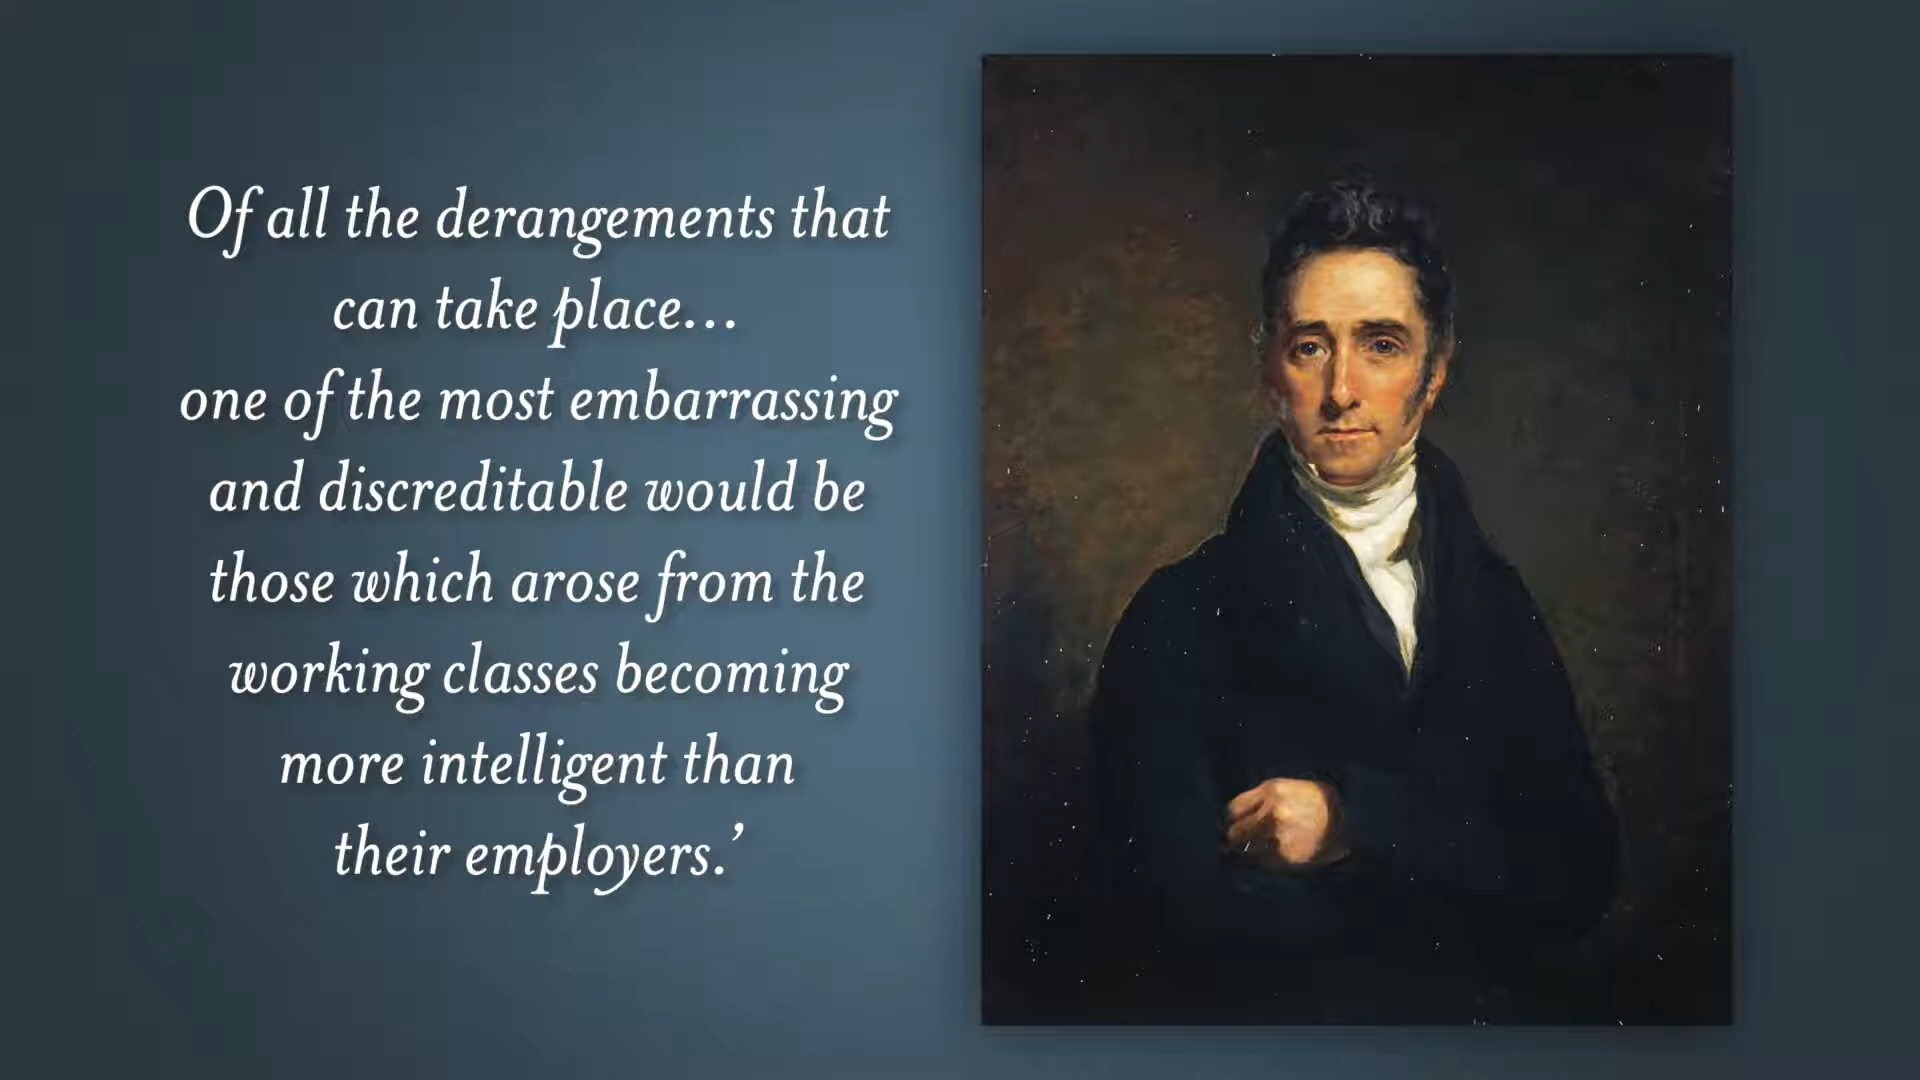 Of all the derangements that
can take place...
one of the most embarrassing
and discreditable would be
those which arose from the
working classes becoming
more intelligent than
their employers.’